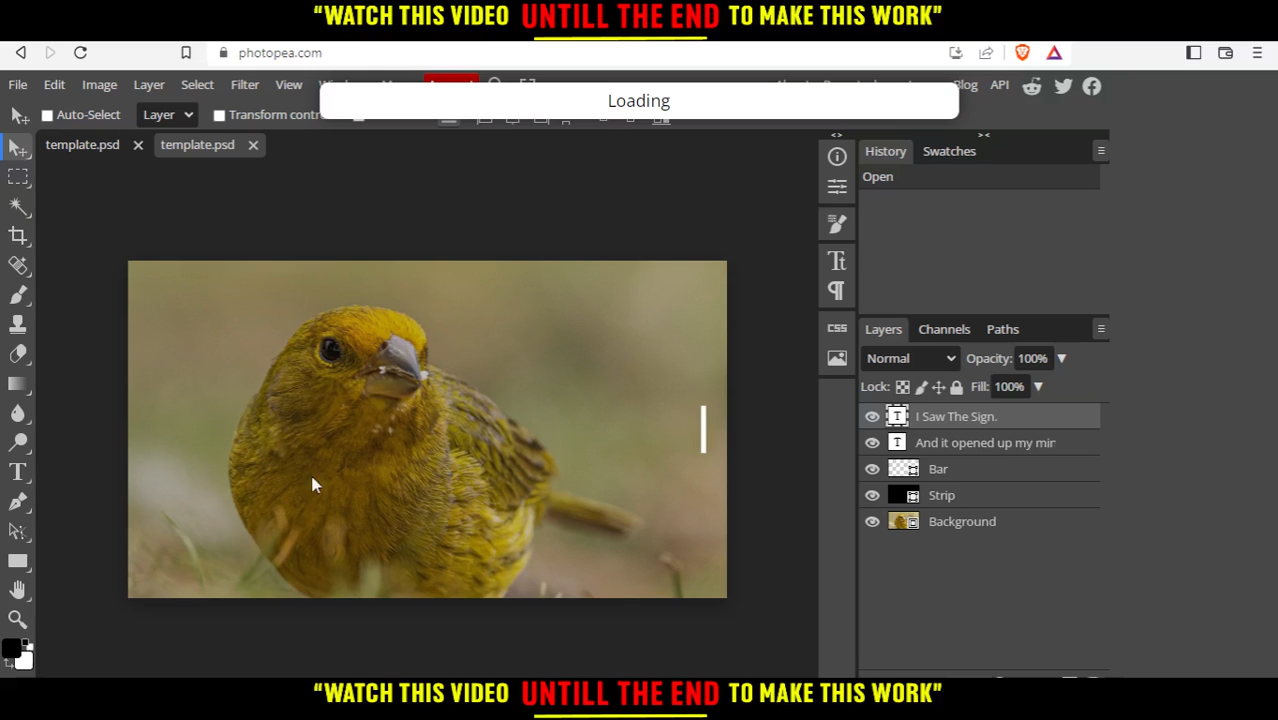 “WATCH THIS VIDEO UNTILL THE END TO MAKE THIS WORK”
photopea.com
File Edit Image Layer Select Filter View
Blog API
Loading
Auto-Select Layer Transform contr
template.psd template.psd
History Swatches
Open
Tt
CSS
Layers Channels Paths
Normal Opacity: 100%
Lock: Fill: 100%
T I Saw The Sign.
T And it opened up my mir
Bar
Strip
Background
T
“WATCH THIS VIDEO UNTILL THE END TO MAKE THIS WORK”